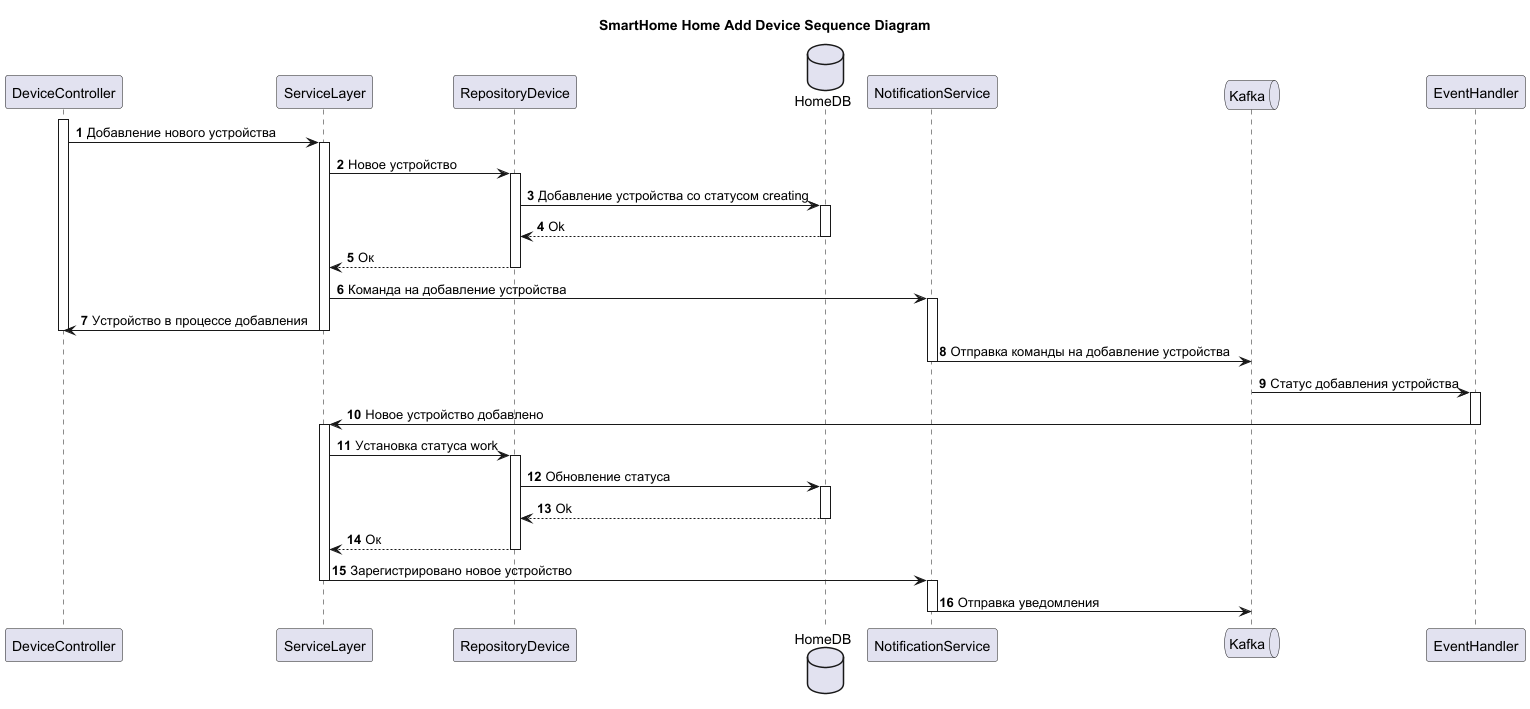 SmartHome Home Add Device Sequence Diagram
DeviceController
ServiceLayer
RepositoryDevice
HomeDB
NotificationService
Kafka
EventHandler
1 Добавление нового устройства
2 Новое устройство
3 Добавление устройства со статусом creating
4 Ok
5 Ок
6 Команда на добавление устройства
7 Устройство в процессе добавления
8 Отправка команды на добавление устройства
9 Статус добавления устройства
10 Новое устройство добавлено
11 Установка статуса work
12 Обновление статуса
13 Ok
14 Ок
15 Зарегистрировано новое устройство
16 Отправка уведомления
DeviceController
ServiceLayer
RepositoryDevice
HomeDB
NotificationService
Kafka
EventHandler